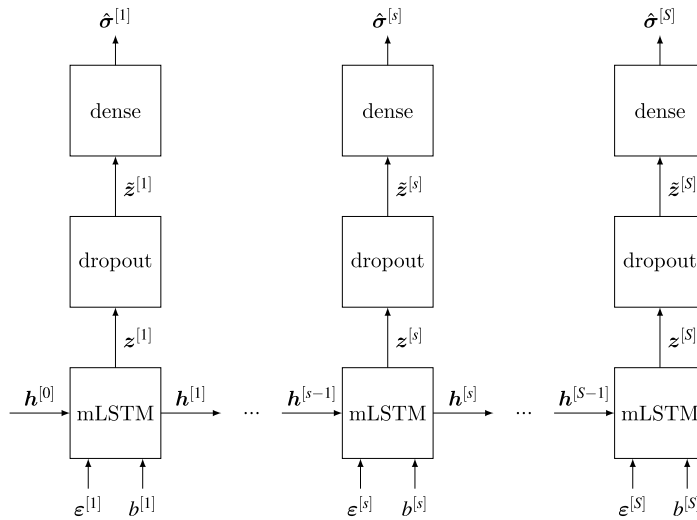 σ̂^[1] σ̂^[s] σ̂^[S]
dense dense dense
z̃^[1] z̃^[s] z̃^[S]
dropout dropout dropout
z^[1] z^[s] z^[S]
h^[0] mLSTM h^[1] ... h^[s−1] mLSTM h^[s] ... h^[S−1] mLSTM
ε^[1] b^[1] ε^[s] b^[s] ε^[S] b^[S]